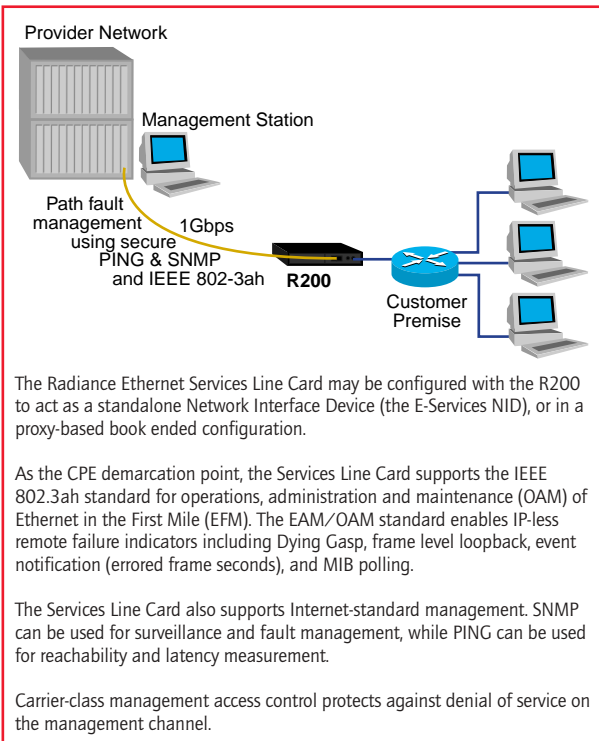 Provider Network
Management Station
Path fault
management
using secure
PING & SNMP
and IEEE 802-3ah
1Gbps
R200
Customer
Premise
The Radiance Ethernet Services Line Card may be configured with the R200
to act as a standalone Network Interface Device (the E-Services NID), or in a
proxy-based book ended configuration.
As the CPE demarcation point, the Services Line Card supports the IEEE
802.3ah standard for operations, administration and maintenance (OAM) of
Ethernet in the First Mile (EFM). The EAM/OAM standard enables IP-less
remote failure indicators including Dying Gasp, frame level loopback, event
notification (errored frame seconds), and MIB polling.
The Services Line Card also supports Internet-standard management. SNMP
can be used for surveillance and fault management, while PING can be used
for reachability and latency measurement.
Carrier-class management access control protects against denial of service on
the management channel.